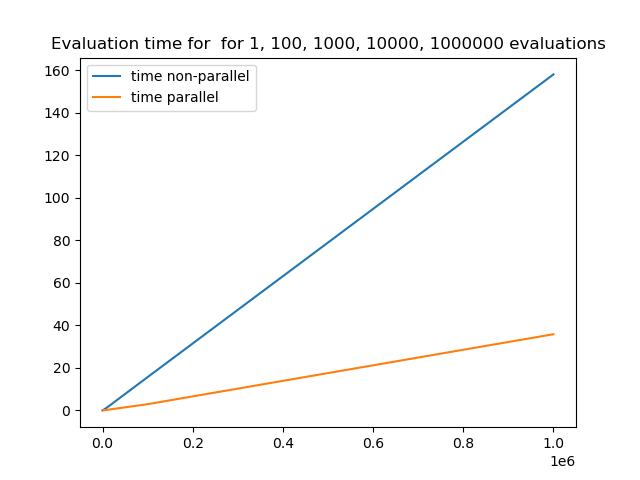 Evaluation time for  for 1, 100, 1000, 10000, 1000000 evaluations
time non-parallel
time parallel
160
140
120
100
80
60
40
20
0
0.0 0.2 0.4 0.6 0.8 1.0
1e6